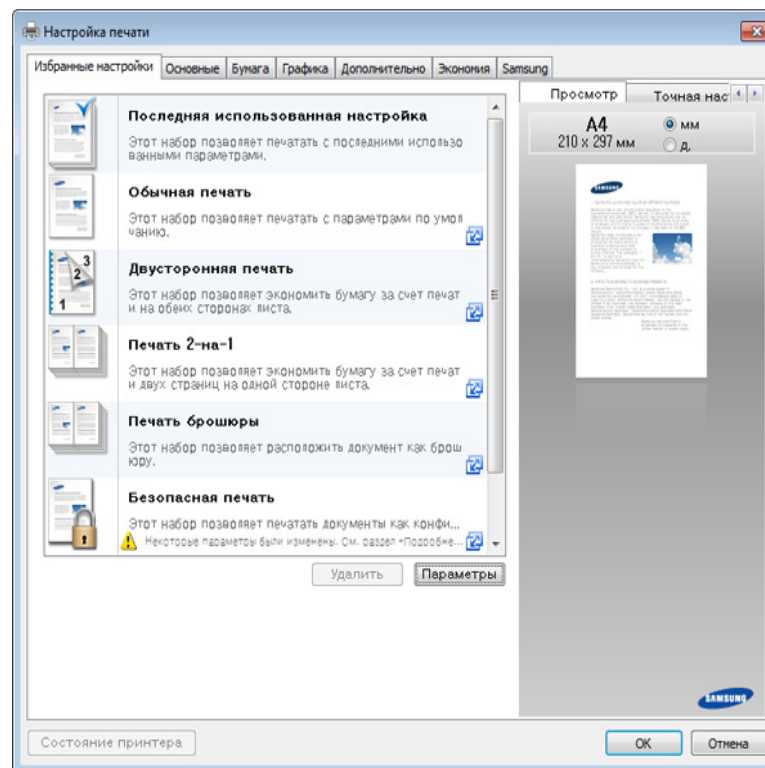 Настройка печати
Избранные настройки Основные Бумага Графика Дополнительно Экономия Samsung
Просмотр Точная нас
A4
210 x 297 мм
мм
д.
Последняя использованная настройка
Этот набор позволяет печатать с последними использо
ванными параметрами.
Обычная печать
Этот набор позволяет печатать с параметрами по умол
чанию.
Двусторонняя печать
Этот набор позволяет экономить бумагу за счет печат
и на обеих сторонах листа.
Печать 2-на-1
Этот набор позволяет экономить бумагу за счет печат
и двух страниц на одной стороне листа.
Печать брошюры
Этот набор позволяет расположить документ как брош
юру.
Безопасная печать
Этот набор позволяет печатать документы как конфи...
Некоторые параметры были изменены. См. раздел «Подробне...
1 2 3
Удалить Параметры
SAMSUNG
SAMSUNG
Состояние принтера
OK Отмена